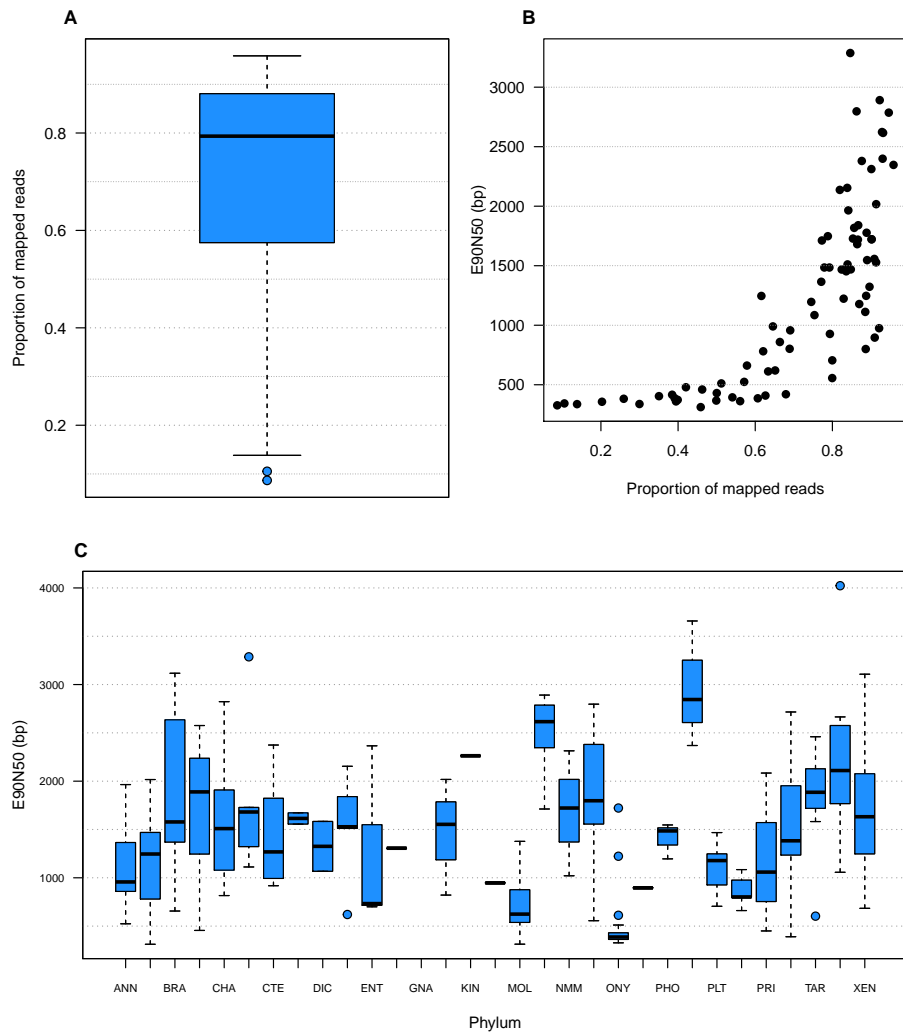 A
B
Proportion of mapped reads
0.8
0.6
0.4
0.2
E90N50 (bp)
3000
2500
2000
1500
1000
500
0.2 0.4 0.6 0.8
Proportion of mapped reads
C
E90N50 (bp)
4000
3000
2000
1000
ANN BRA CHA CTE DIC ENT GNA KIN MOL NMM ONY PHO PLT PRI TAR XEN
Phylum